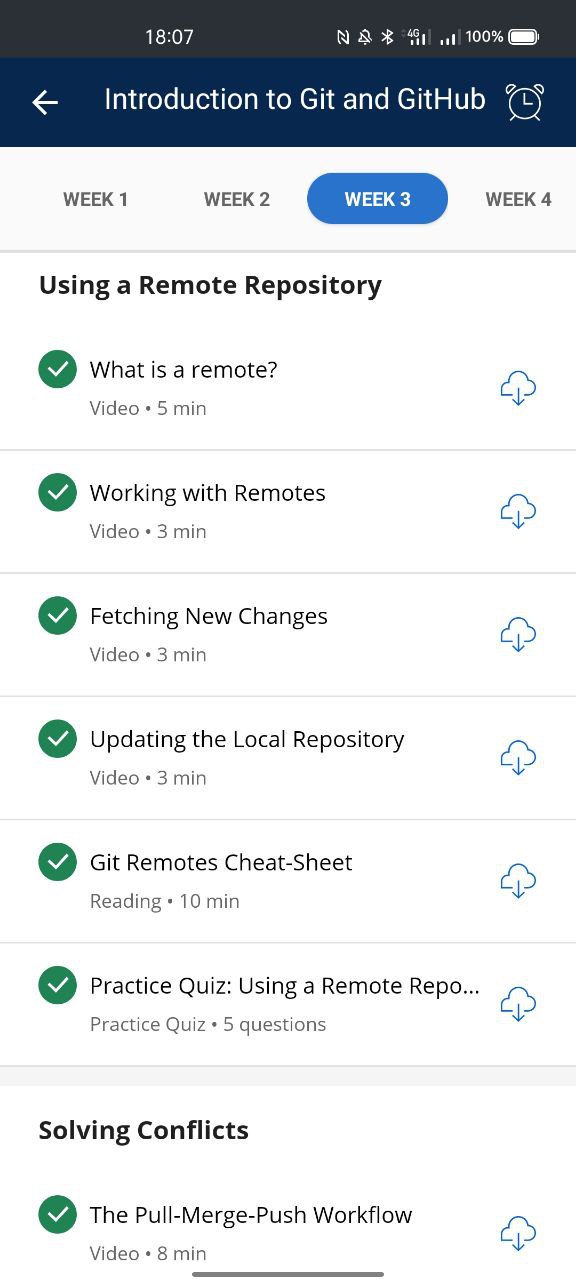 18:07
4G 100%
Introduction to Git and GitHub
WEEK 1 WEEK 2 WEEK 3 WEEK 4
Using a Remote Repository
What is a remote?
Video • 5 min
Working with Remotes
Video • 3 min
Fetching New Changes
Video • 3 min
Updating the Local Repository
Video • 3 min
Git Remotes Cheat-Sheet
Reading • 10 min
Practice Quiz: Using a Remote Repo...
Practice Quiz • 5 questions
Solving Conflicts
The Pull-Merge-Push Workflow
Video • 8 min